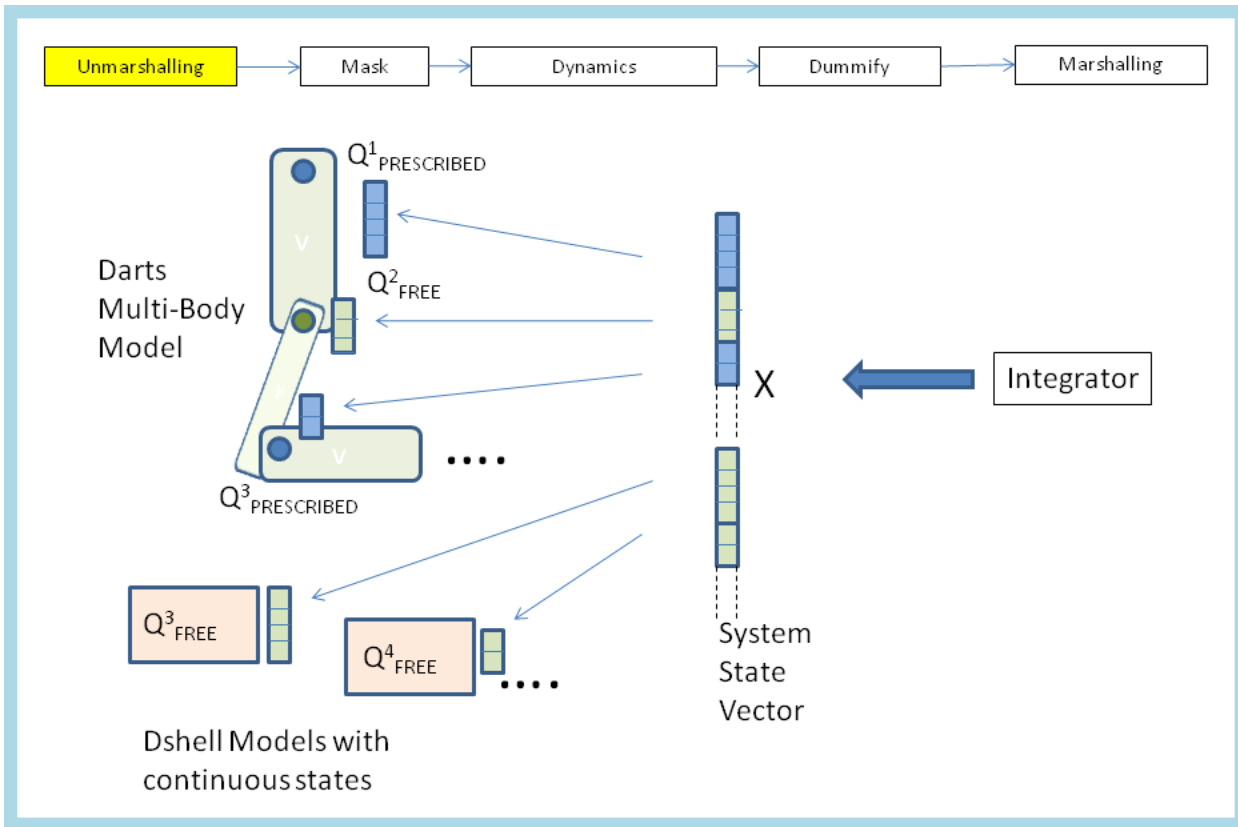 Unmarshalling
Mask
Dynamics
Dummify
Marshalling
Q¹PRESCRIBED
V
Q²FREE
Darts
Multi-Body
Model
X
Integrator
V
....
Q³PRESCRIBED
Q³FREE
Q⁴FREE
....
System
State
Vector
Dshell Models with
continuous states